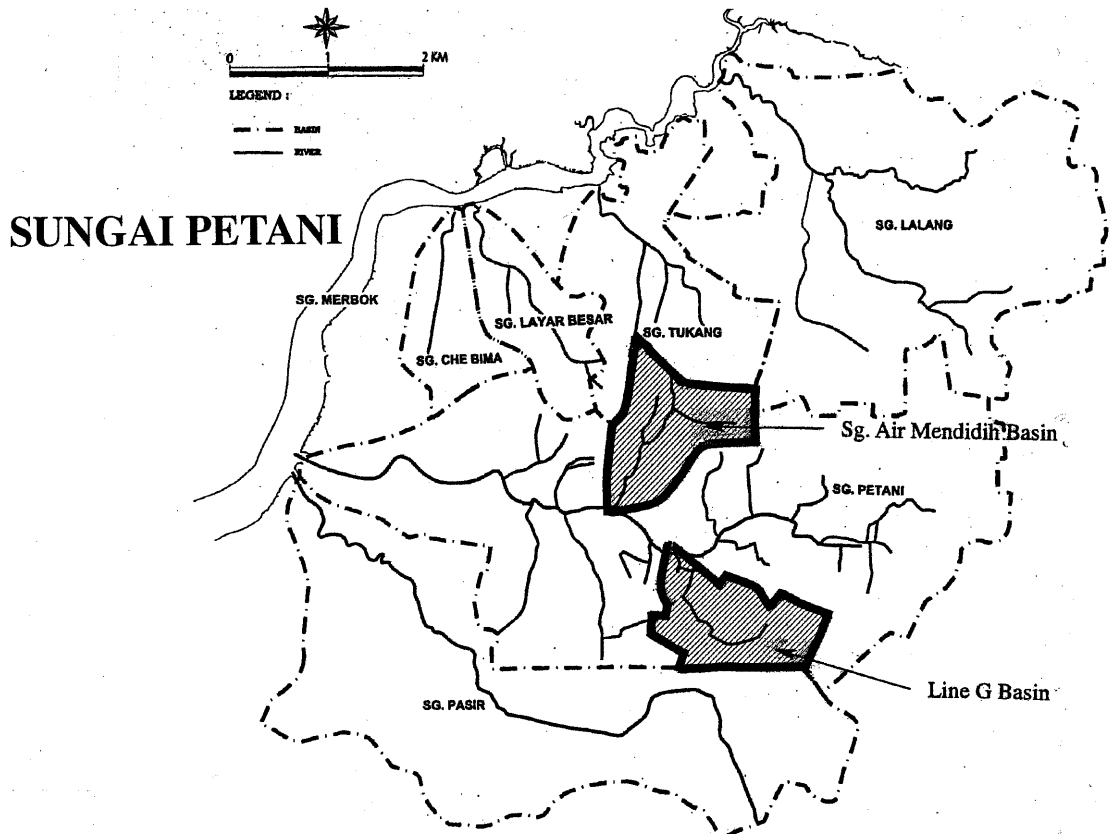 0 1 2 KM
LEGEND :
BASIN
RIVER
SUNGAI PETANI
SG. LALANG
SG. MERBOK
SG. LAYAR BESAR
SG. TUKANG
SG. CHE BIMA
Sg. Air Mendidih Basin
SG. PETANI
Line G Basin
SG. PASIR